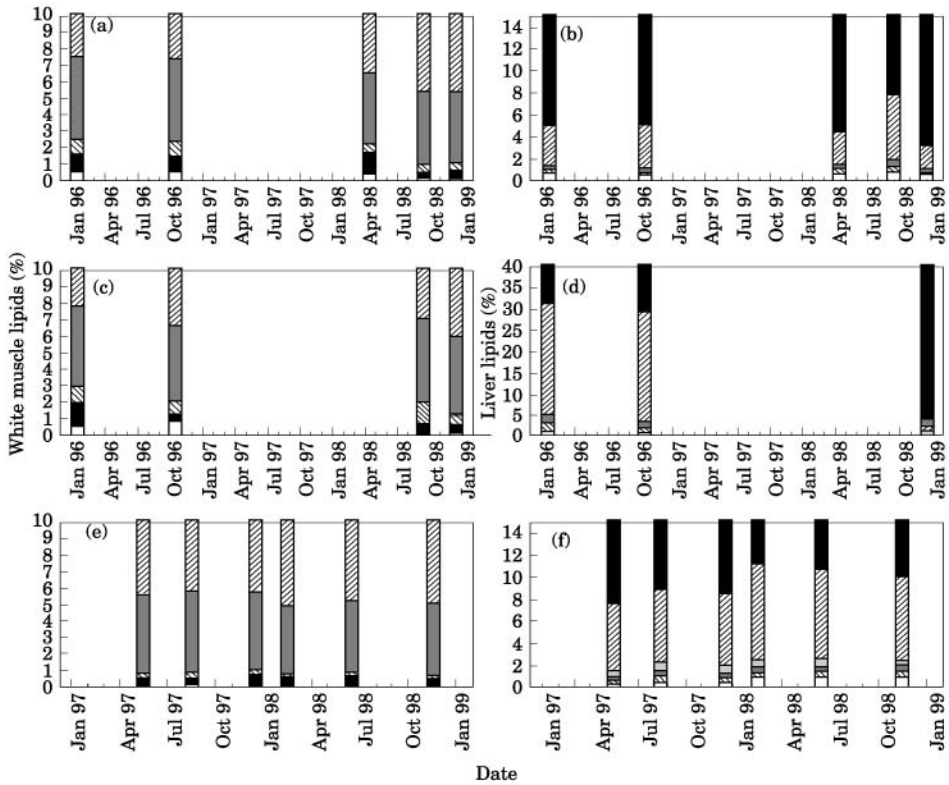 10
9
8
7
6
5
4
3
2
1
0
(a)
Jan 96
Apr 96
Jul 96
Oct 96
Jan 97
Apr 97
Jul 97
Oct 97
Jan 98
Apr 98
Jul 98
Oct 98
Jan 99
14
12
10
8
6
4
2
0
(b)
Jan 96
Apr 96
Jul 96
Oct 96
Jan 97
Apr 97
Jul 97
Oct 97
Jan 98
Apr 98
Jul 98
Oct 98
Jan 99
White muscle lipids (%)
10
9
8
7
6
5
4
3
2
1
0
(c)
Jan 96
Apr 96
Jul 96
Oct 96
Jan 97
Apr 97
Jul 97
Oct 97
Jan 98
Apr 98
Jul 98
Oct 98
Jan 99
Liver lipids (%)
40
35
30
25
20
15
10
5
0
(d)
Jan 96
Apr 96
Jul 96
Oct 96
Jan 97
Apr 97
Jul 97
Oct 97
Jan 98
Apr 98
Jul 98
Oct 98
Jan 99
10
9
8
7
6
5
4
3
2
1
0
(e)
Jan 97
Apr 97
Jul 97
Oct 97
Jan 98
Apr 98
Jul 98
Oct 98
Jan 99
14
12
10
8
6
4
2
0
(f)
Jan 97
Apr 97
Jul 97
Oct 97
Jan 98
Apr 98
Jul 98
Oct 98
Jan 99
Date